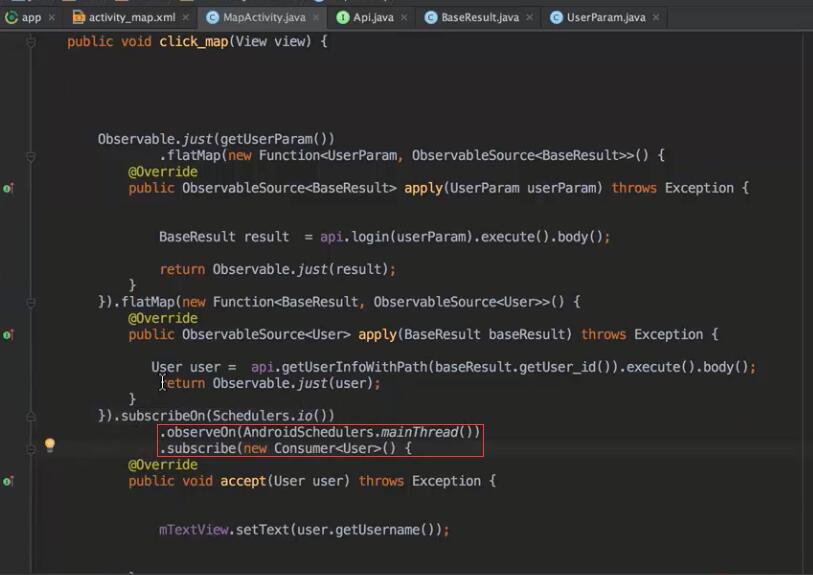 app activity_map.xml MapActivity.java Api.java BaseResult.java UserParam.java
public void click_map(View view) {
Observable.just(getUserParam())
.flatMap(new Function<UserParam, ObservableSource<BaseResult>>() {
@Override
public ObservableSource<BaseResult> apply(UserParam userParam) throws Exception {
BaseResult result = api.login(userParam).execute().body();
return Observable.just(result);
}
}).flatMap(new Function<BaseResult, ObservableSource<User>>() {
@Override
public ObservableSource<User> apply(BaseResult baseResult) throws Exception {
User user = api.getUserInfoWithPath(baseResult.getUser_id()).execute().body();
return Observable.just(user);
}
}).subscribeOn(Schedulers.io())
.observeOn(AndroidSchedulers.mainThread())
.subscribe(new Consumer<User>() {
@Override
public void accept(User user) throws Exception {
mTextView.setText(user.getUsername());